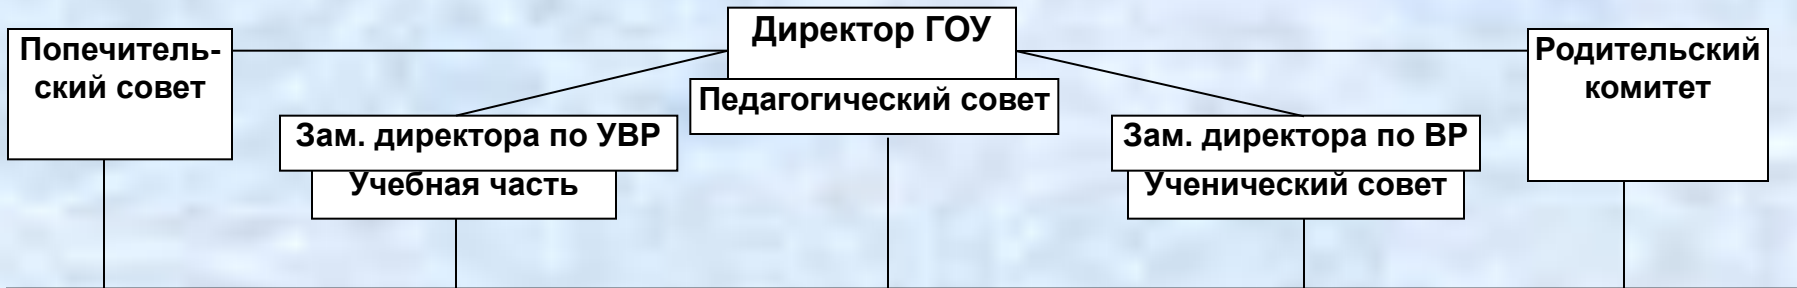 Директор ГОУ
Попечитель-
ский совет
Родительский
комитет
Педагогический совет
Зам. директора по УВР
Зам. директора по ВР
Учебная часть
Ученический совет